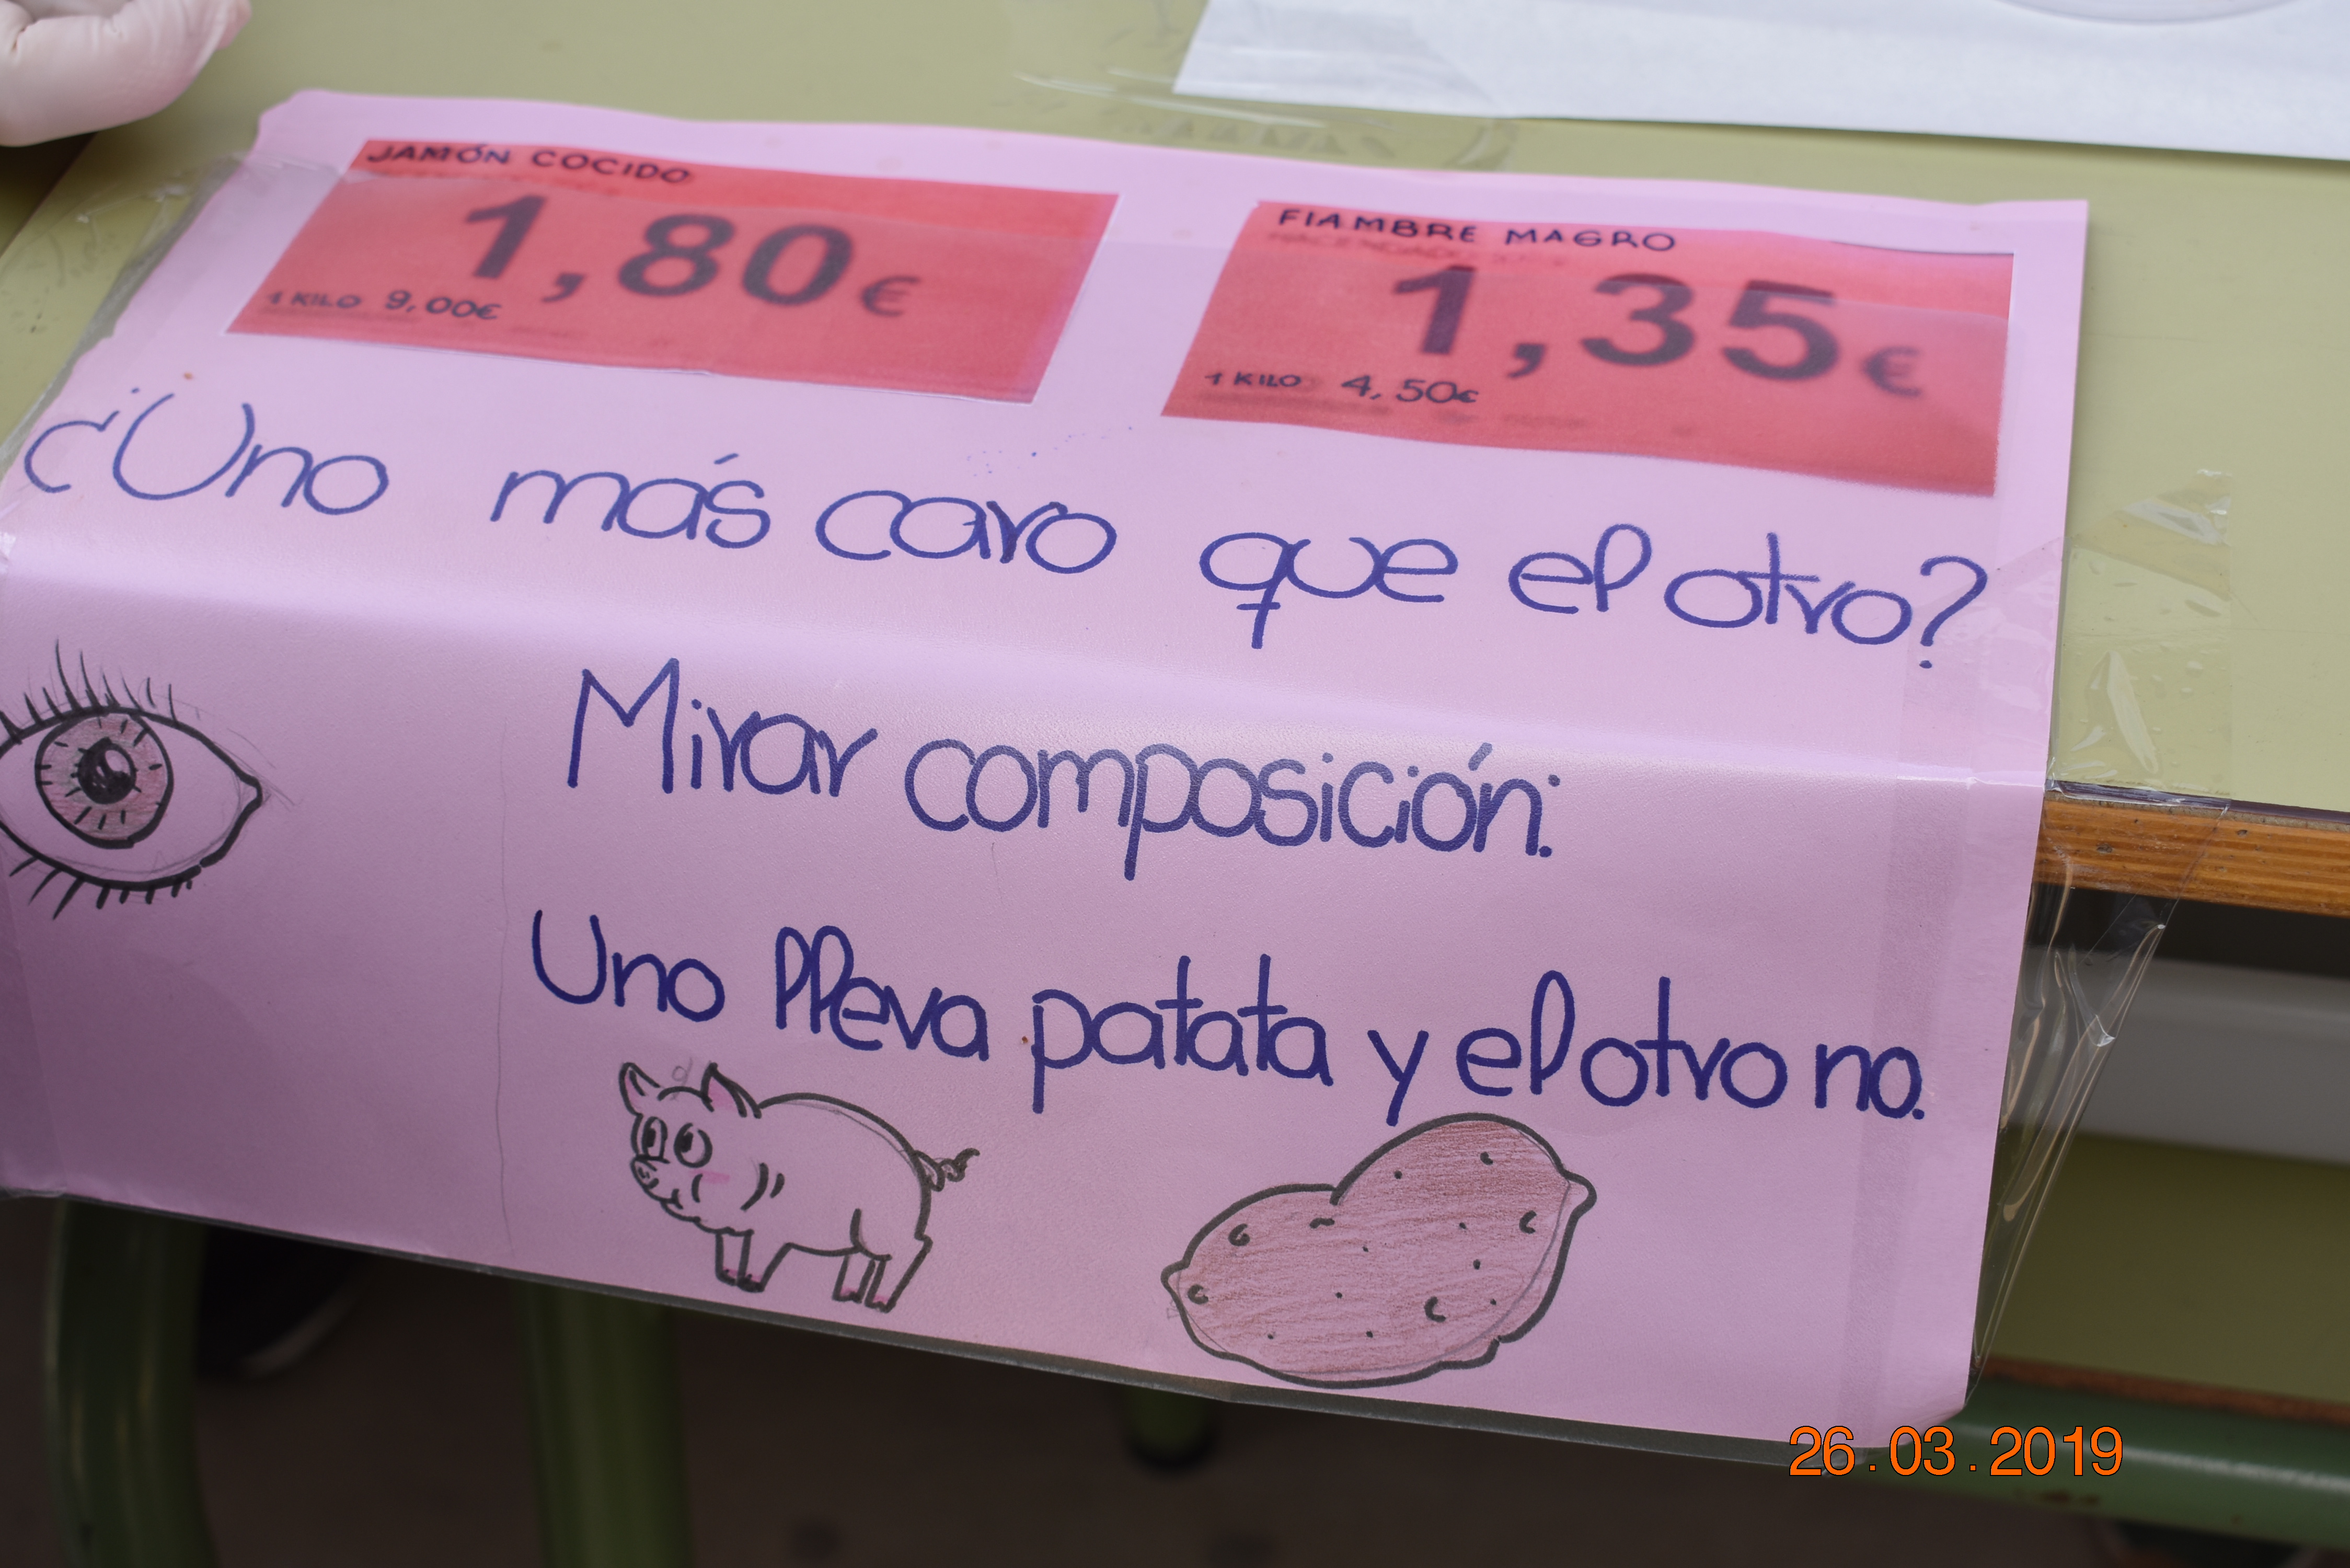 JAMÓN COCIDO
1,80€
1 KILO 9,00€
FIAMBRE MAGRO
1,35€
1 KILO 4,50€
¿Uno más caro que el otro?
Mirar composición:
Uno lleva patata y el otro no.
26.03.2019